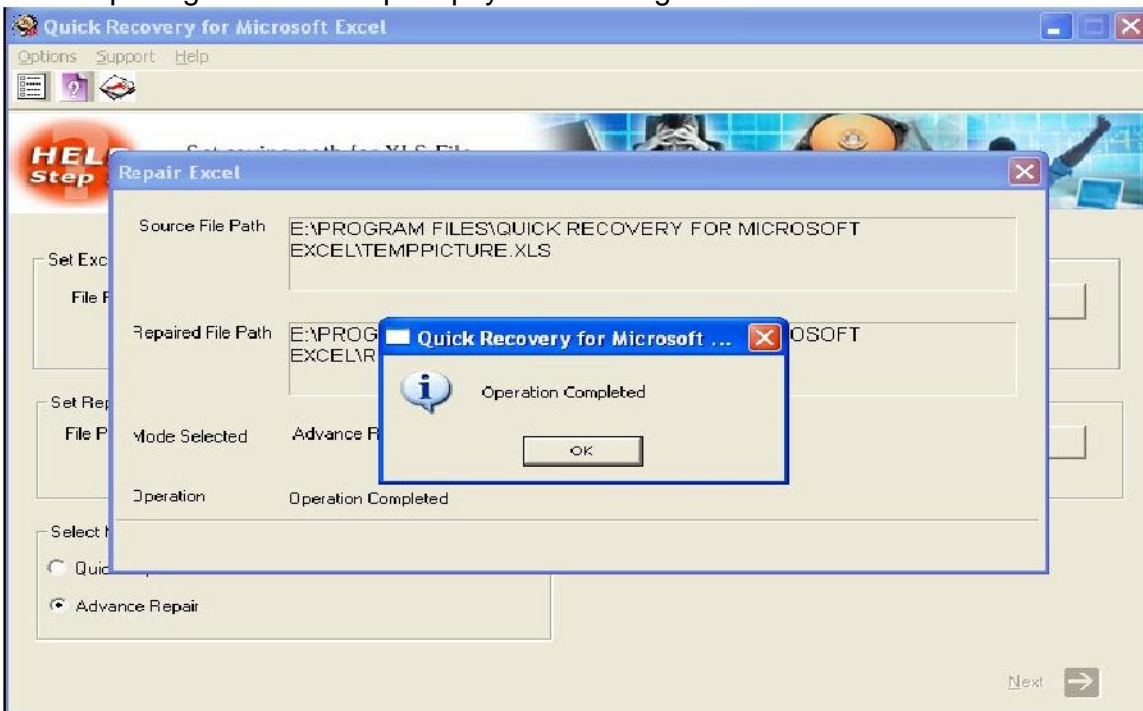 Quick Recovery for Microsoft Excel
Options Support Help
HEL
Step
Repair Excel
Source File Path
E:\PROGRAM FILES\QUICK RECOVERY FOR MICROSOFT
EXCEL\TEMPPICTURE.XLS
Set Exc
File P
Repaired File Path
E:\PROG
OSOFT
EXCEL\R
Quick Recovery for Microsoft ...
Operation Completed
OK
Set Rep
File P
Mode Selected
Advance R
Operation
Operation Completed
Select
Quic
Advance Repair
Next